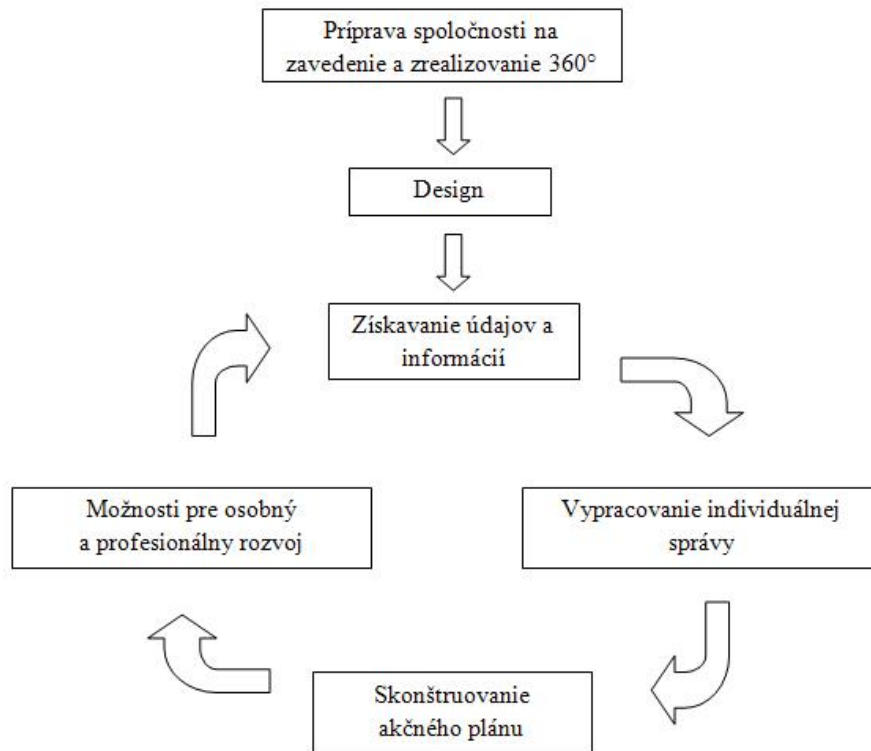 Príprava spoločnosti na
zavedenie a zrealizovanie 360°
Design
Získavanie údajov a
informácií
Možnosti pre osobný
a profesionálny rozvoj
Vypracovanie individuálnej
správy
Skonštruovanie
akčného plánu